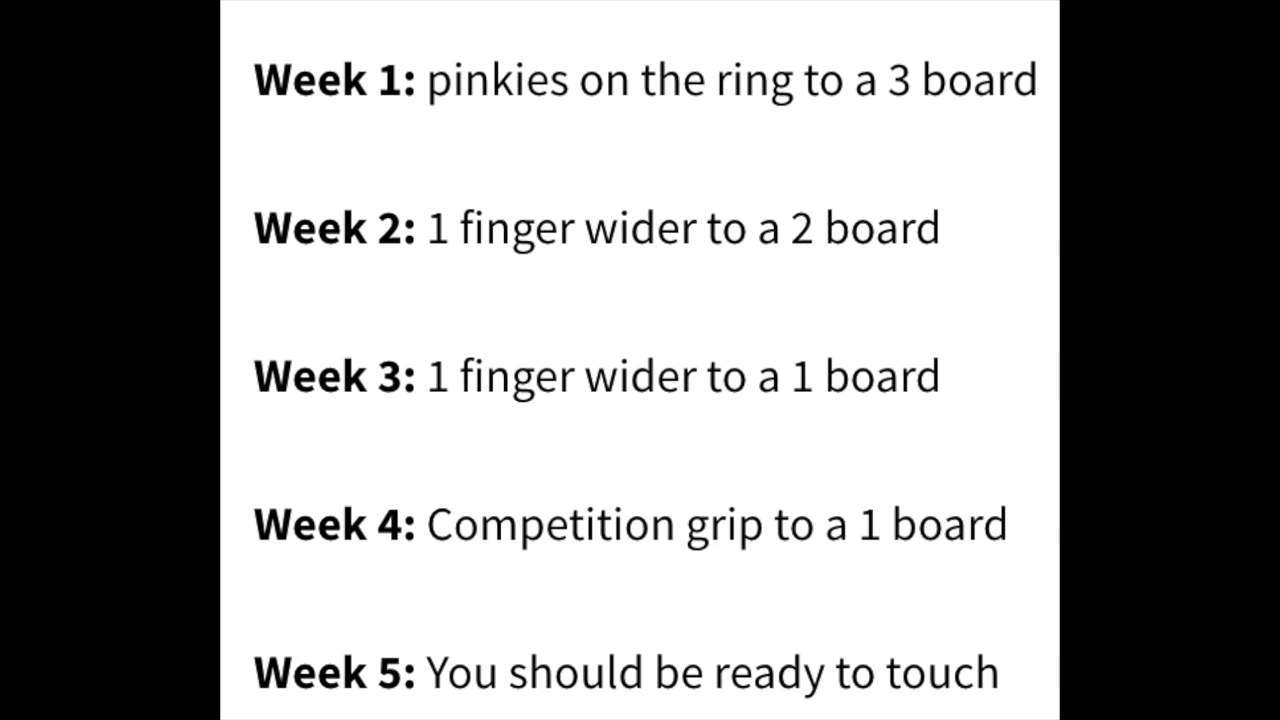 Week 1: pinkies on the ring to a 3 board
Week 2: 1 finger wider to a 2 board
Week 3: 1 finger wider to a 1 board
Week 4: Competition grip to a 1 board
Week 5: You should be ready to touch